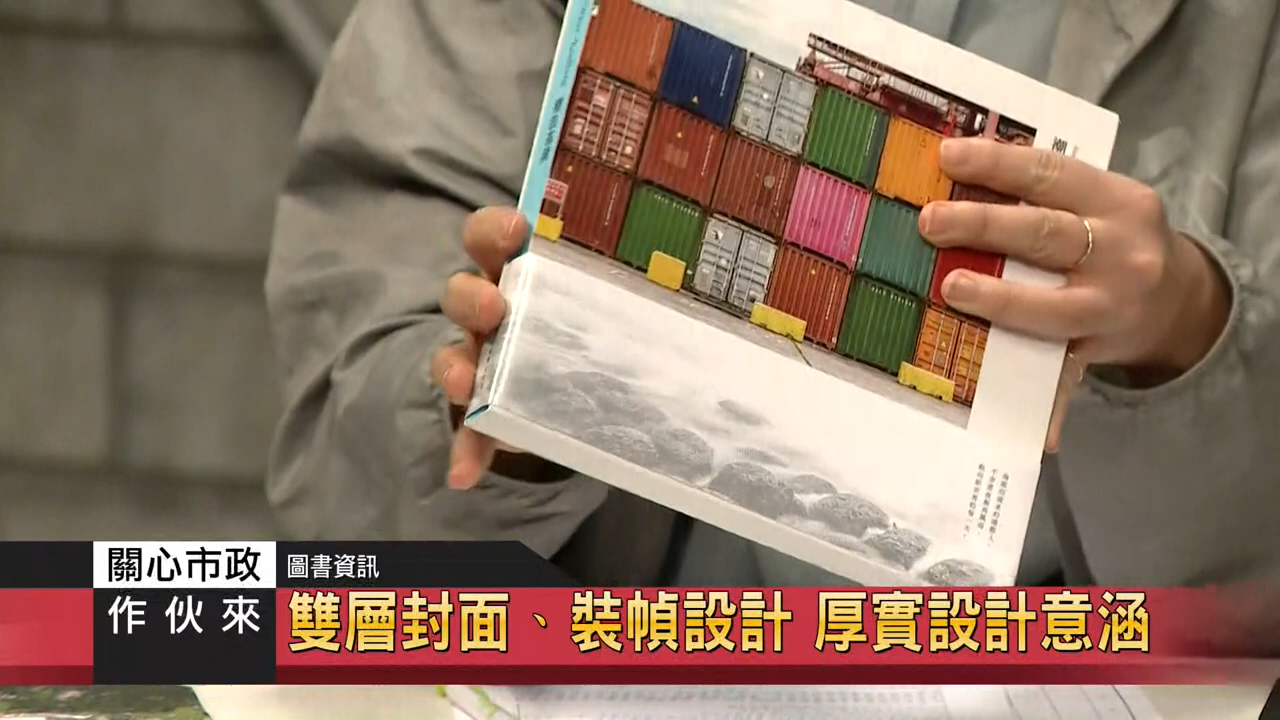 潮
關心市政
作伙來
圖書資訊
雙層封面、裝幀設計 厚實設計意涵